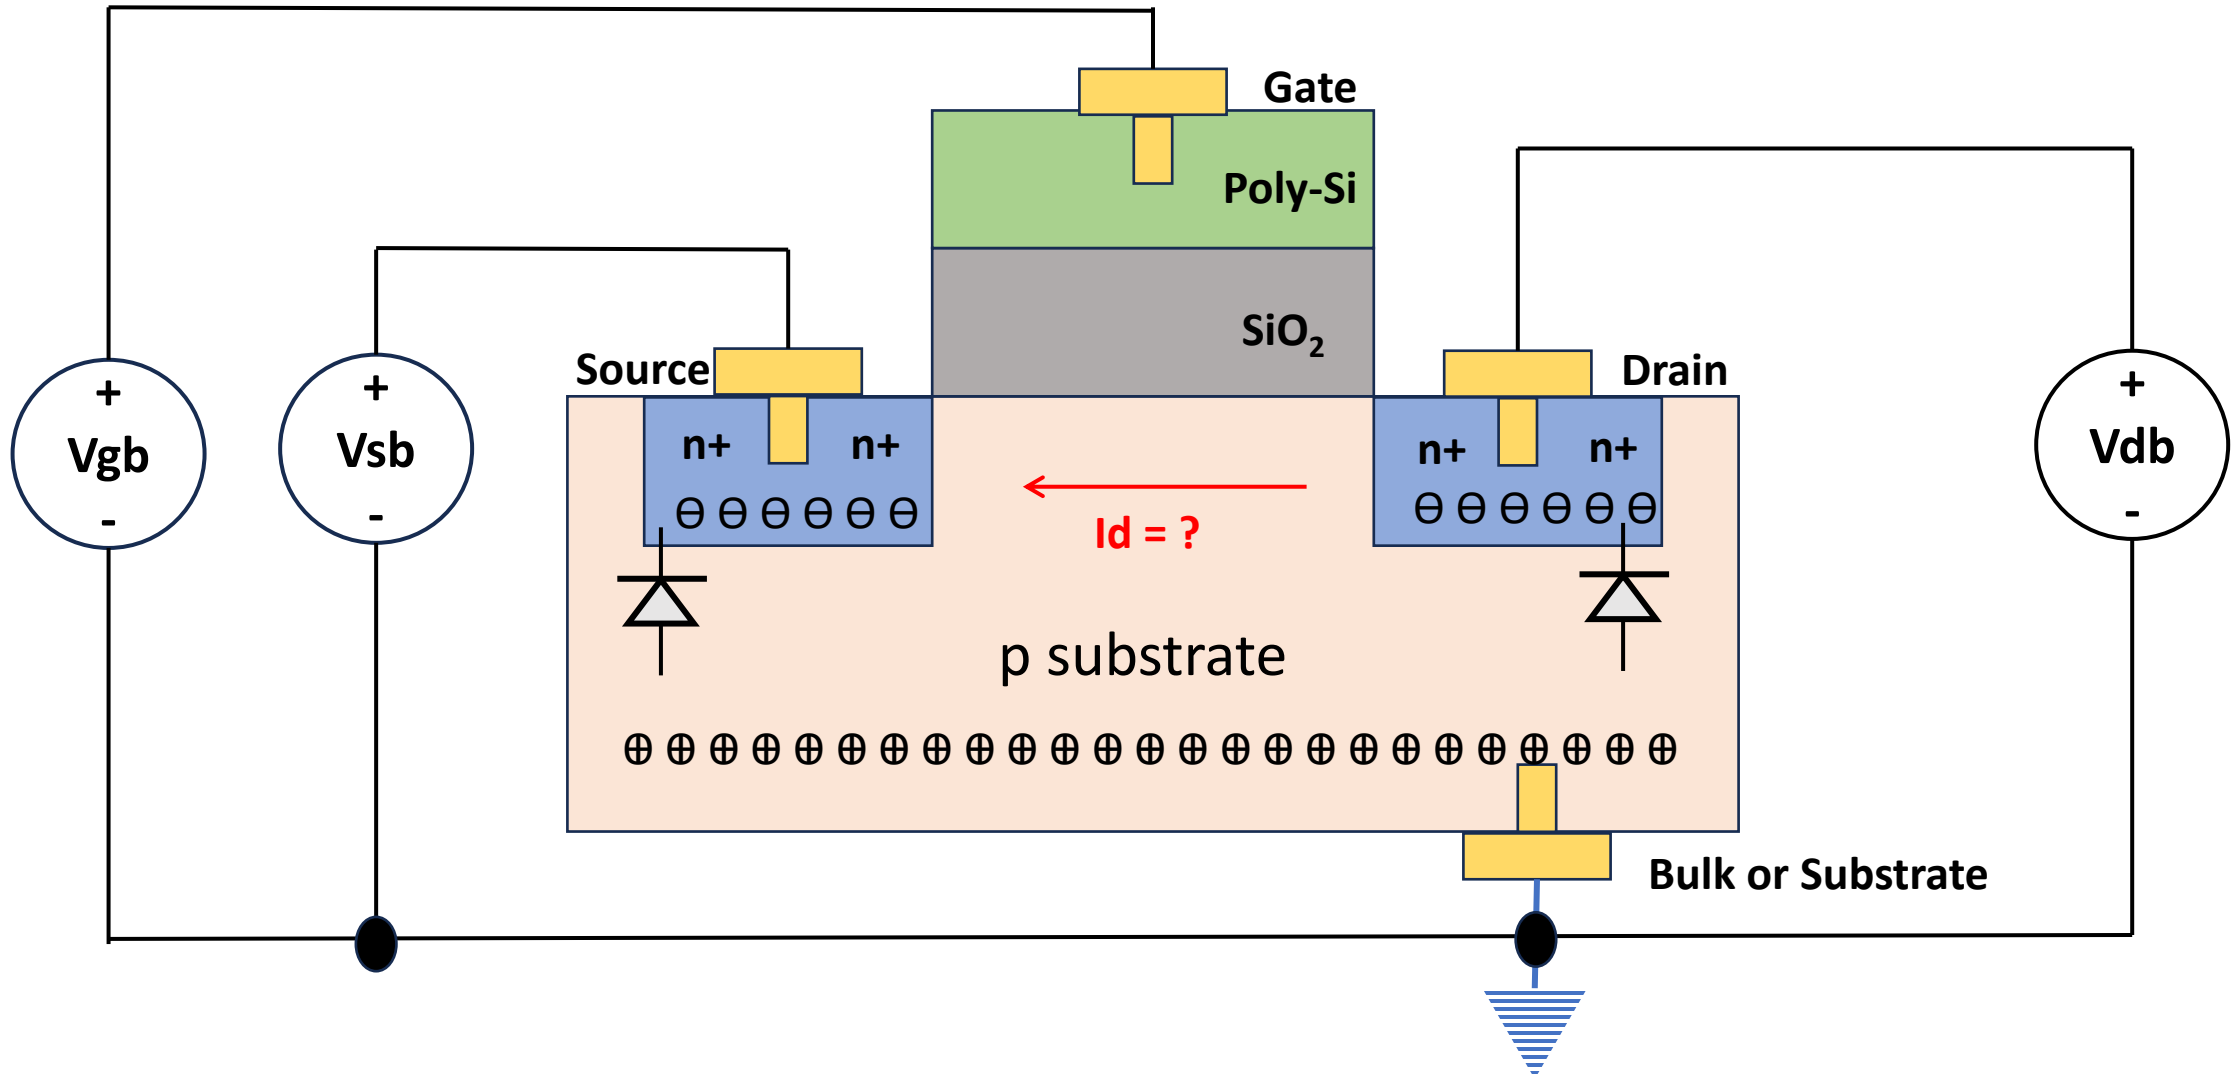 Gate
Poly-Si
SiO₂
Source
Drain
+
Vgb
-
+
Vsb
-
+
Vdb
-
n+ n+
n+ n+
Id = ?
p substrate
Bulk or Substrate